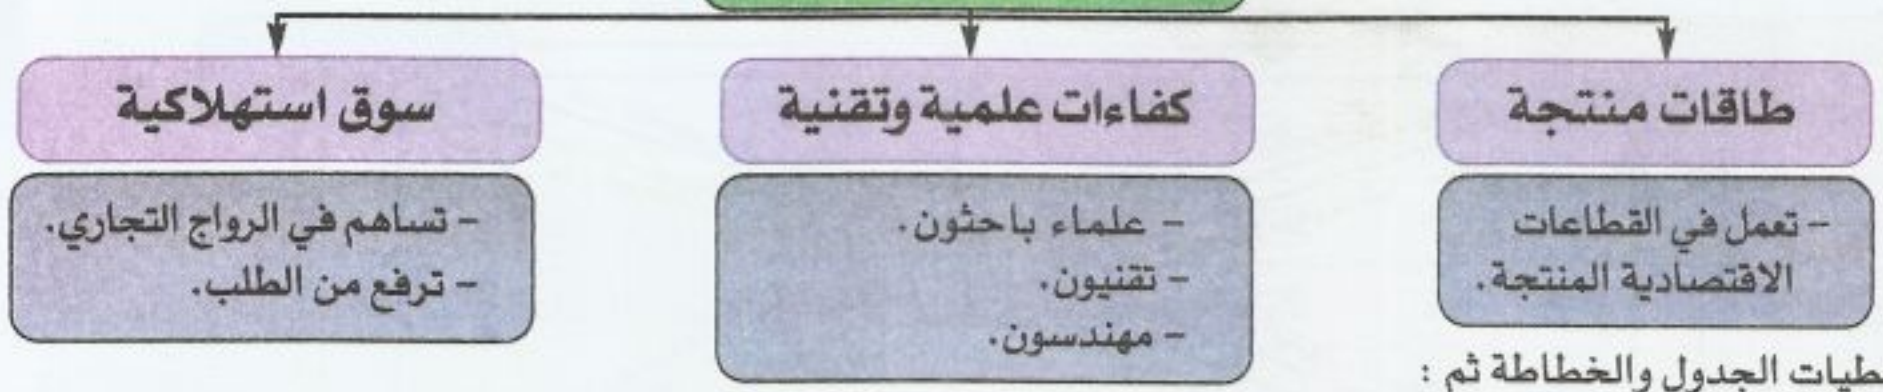 طاقات منتجة
- تعمل في القطاعات
الاقتصادية المنتجة.
كفاءات علمية وتقنية
- علماء باحثون.
- تقنيون.
- مهندسون.
سوق استهلاكية
- تساهم في الرواج التجاري.
- ترفع من الطلب.
الجدول والخطاطة ثم :